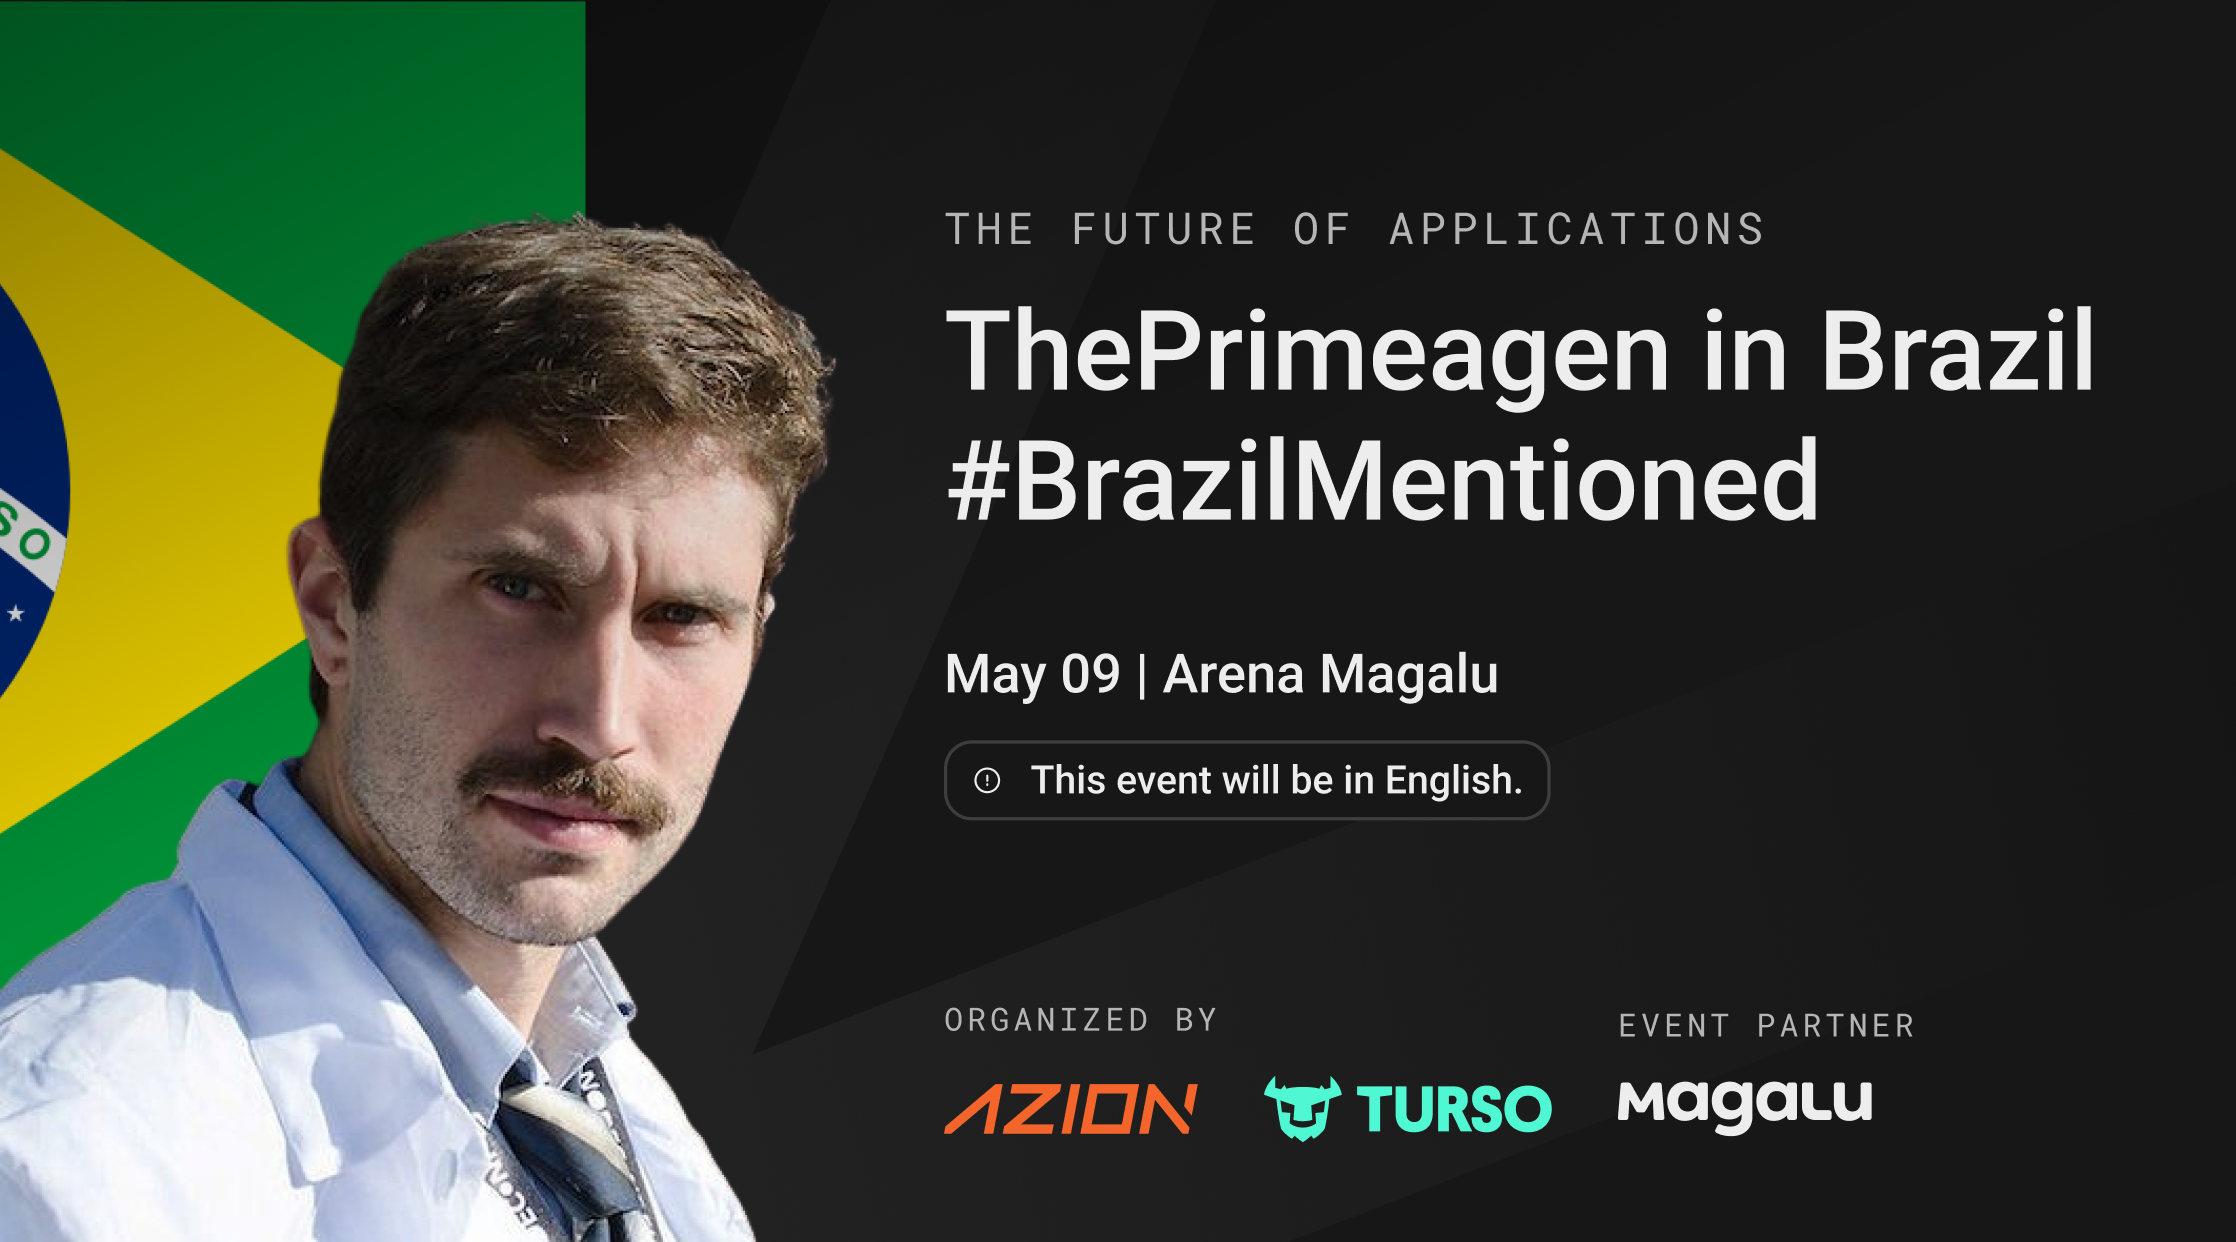 THE FUTURE OF APPLICATIONS
ThePrimeagen in Brazil
#BrazilMentioned
May 09 | Arena Magalu
This event will be in English.
ORGANIZED BY
AZION
TURSO
EVENT PARTNER
Magalu
SO